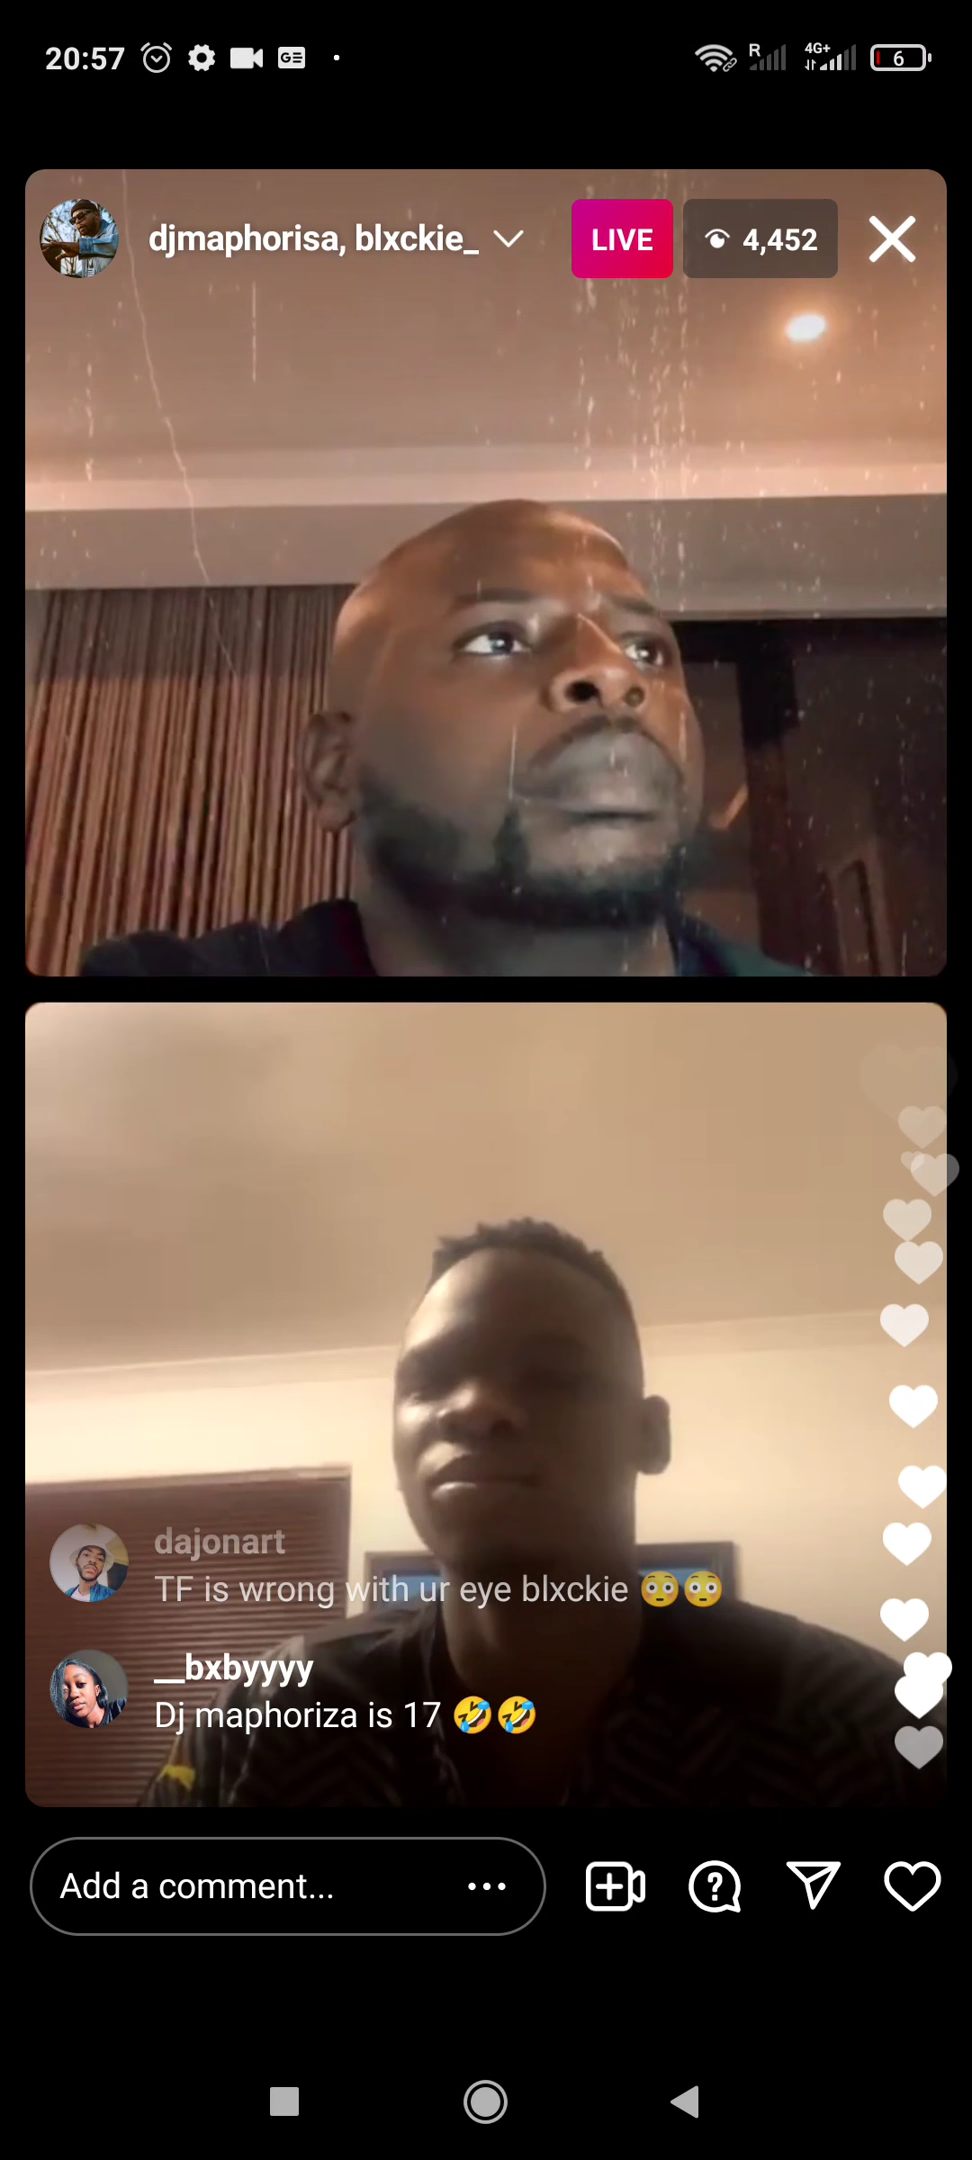 20:57
GE
R
4G+
6
djmaphorisa, blxckie_
LIVE
4,452
dajonart
TF is wrong with ur eye blxckie 😳😳
__bxbyyyy
Dj maphoriza is 17 🤣🤣
Add a comment...